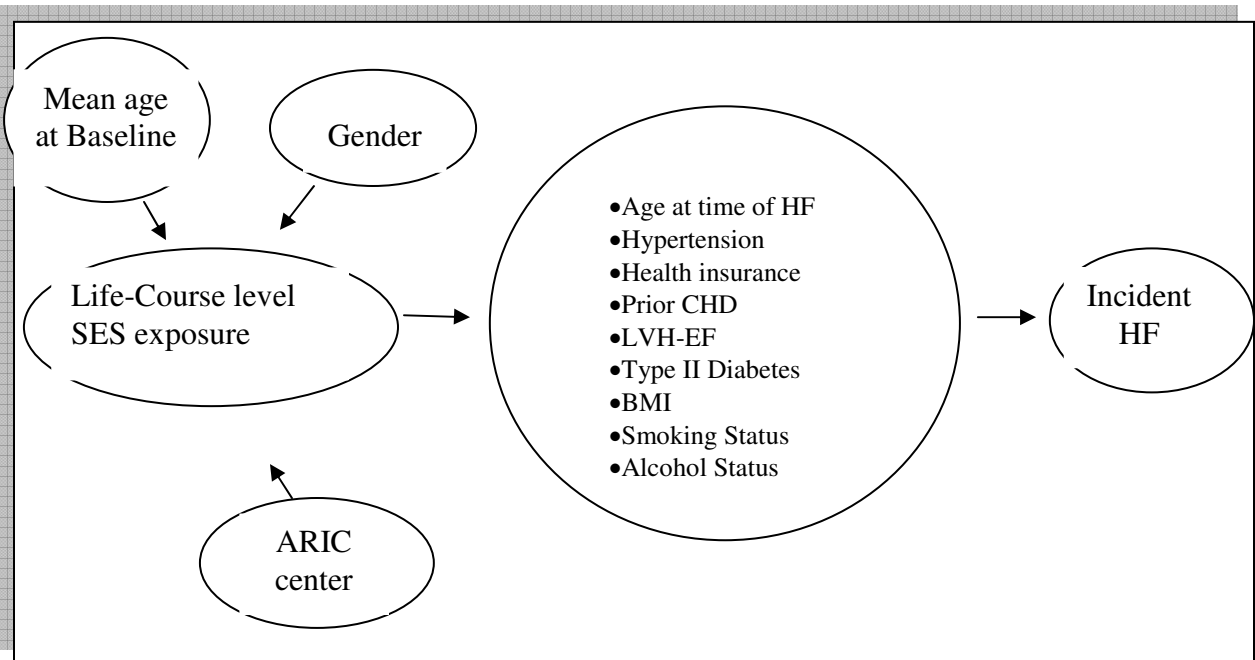 Mean age
at Baseline
Gender
Life-Course level
SES exposure
•Age at time of HF
•Hypertension
•Health insurance
•Prior CHD
•LVH-EF
•Type II Diabetes
•BMI
•Smoking Status
•Alcohol Status
Incident
HF
ARIC
center